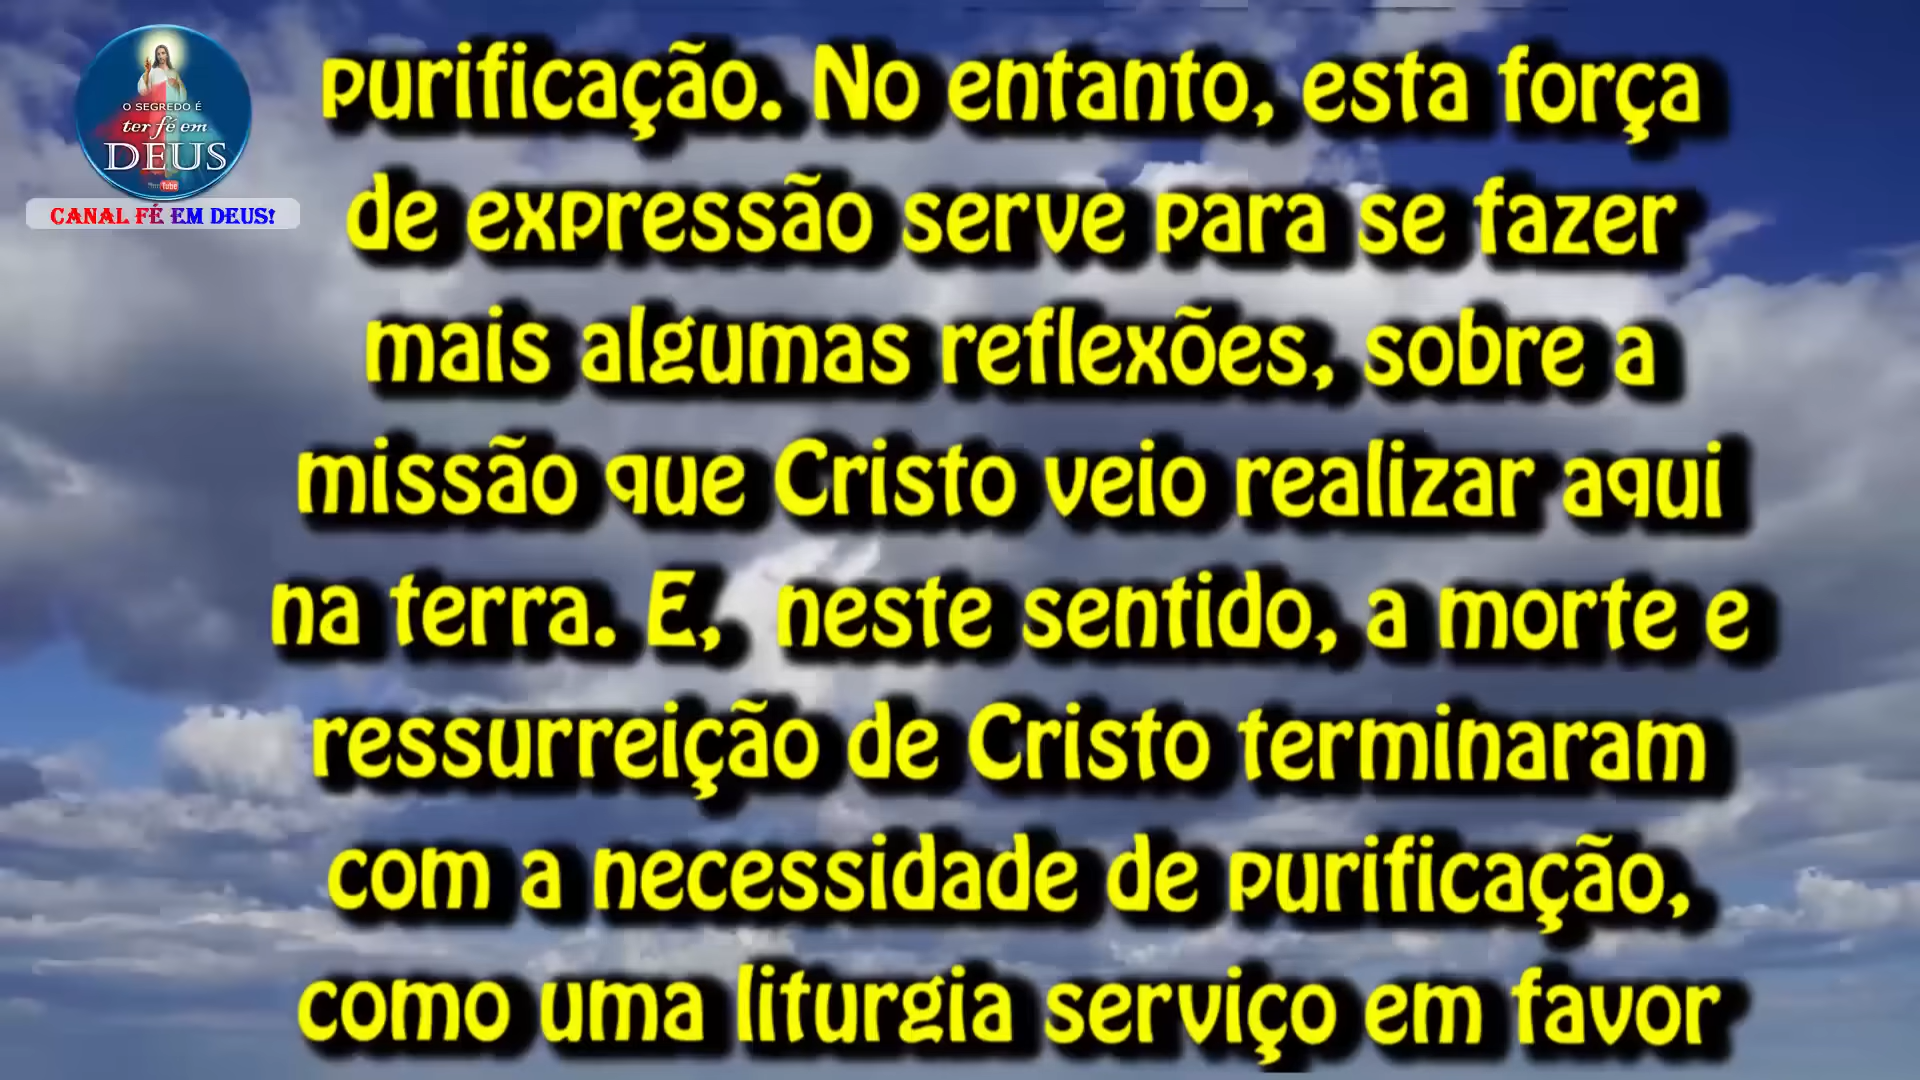 O SEGREDO É
ter fé em
DEUS
YouTube
CANAL FÉ EM DEUS!
purificação. No entanto, esta força
de expressão serve para se fazer
mais algumas reflexões, sobre a
missão que Cristo veio realizar aqui
na terra. E, neste sentido, a morte e
ressurreição de Cristo terminaram
com a necessidade de purificação,
como uma liturgia serviço em favor